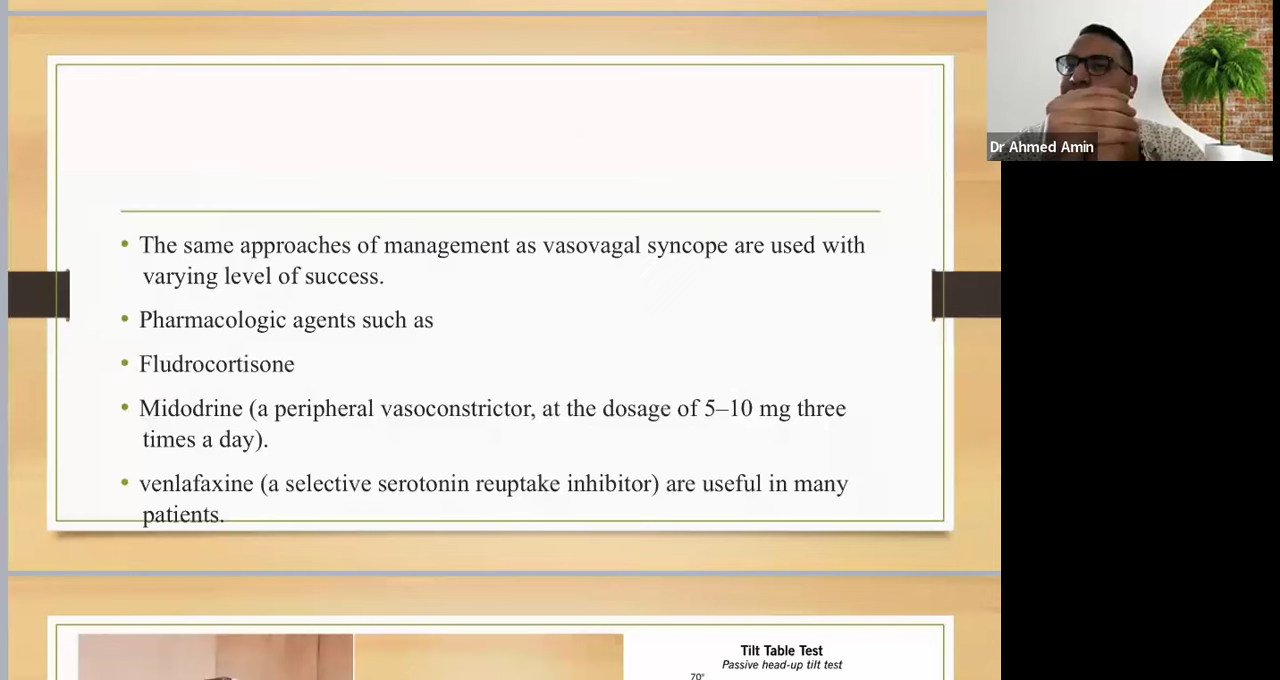 Dr Ahmed Amin
• The same approaches of management as vasovagal syncope are used with
varying level of success.
• Pharmacologic agents such as
• Fludrocortisone
• Midodrine (a peripheral vasoconstrictor, at the dosage of 5–10 mg three
times a day).
• venlafaxine (a selective serotonin reuptake inhibitor) are useful in many
patients.
Tilt Table Test
Passive head-up tilt test
70°